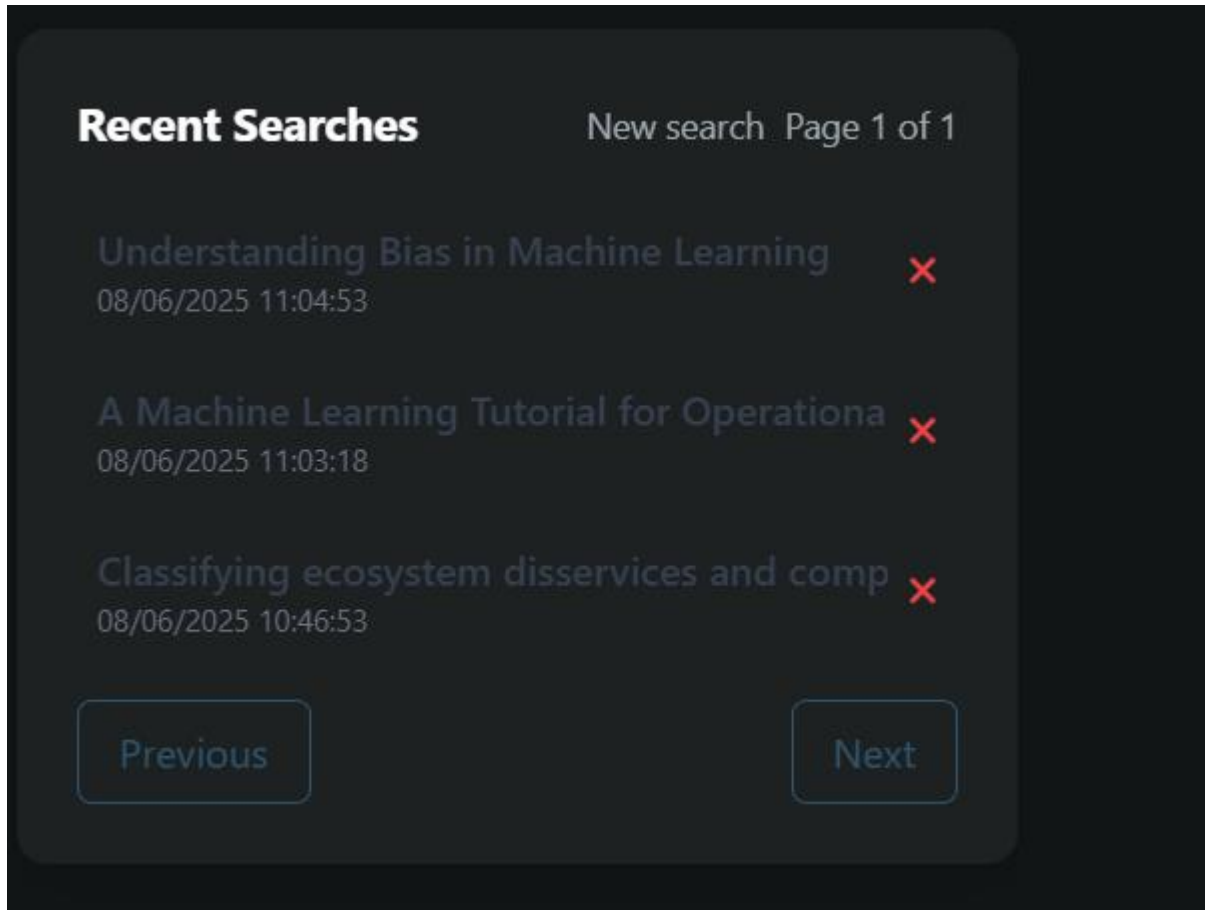 Recent Searches New search Page 1 of 1
Understanding Bias in Machine Learning
08/06/2025 11:04:53
A Machine Learning Tutorial for Operationa
08/06/2025 11:03:18
Classifying ecosystem disservices and comp
08/06/2025 10:46:53
Previous Next